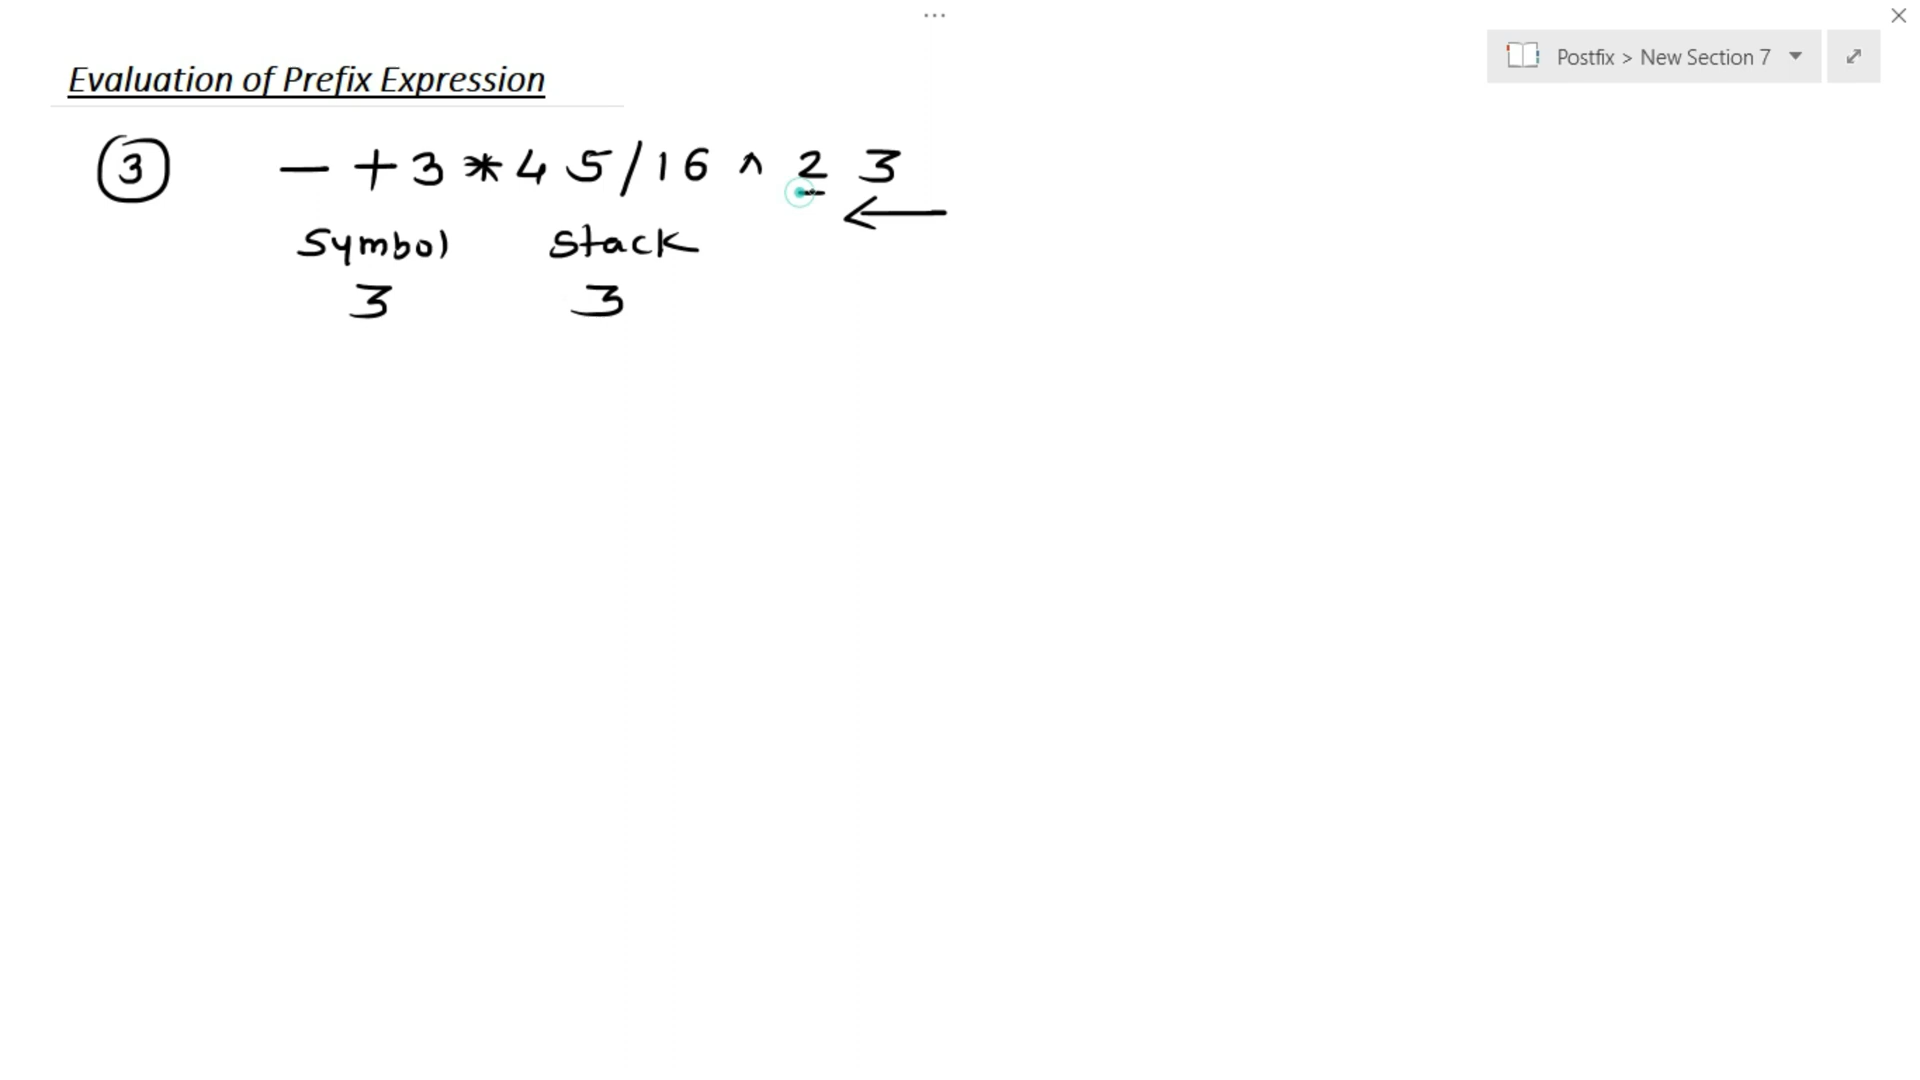 ...
Postfix > New Section 7
Evaluation of Prefix Expression
3 - + 3 * 4 5 / 16 ^ 2 3
Symbol Stack
3 3